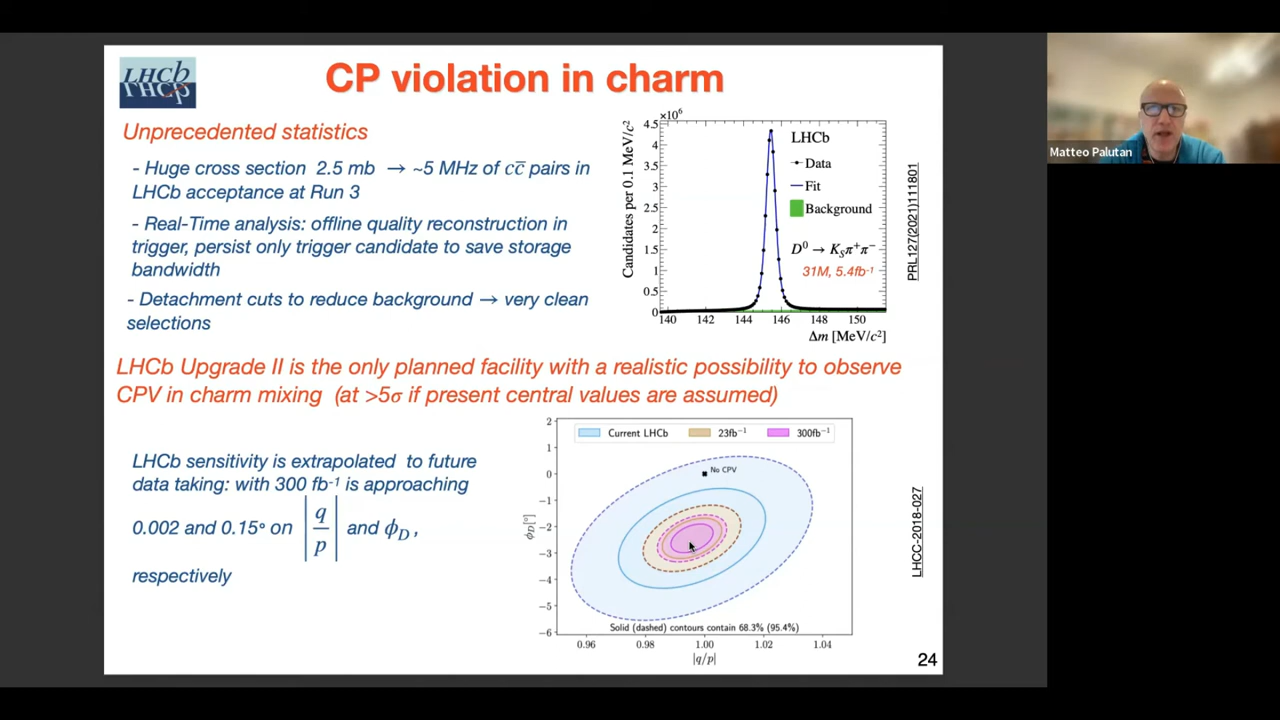 LHCb
LHCp
CP violation in charm
Unprecedented statistics
- Huge cross section 2.5 mb → ~5 MHz of cc̅ pairs in
LHCb acceptance at Run 3
- Real-Time analysis: offline quality reconstruction in
trigger, persist only trigger candidate to save storage
bandwidth
- Detachment cuts to reduce background → very clean
selections
×10⁶
Candidates per 0.1 MeV/c²
4.5
4
3.5
3
2.5
2
1.5
1
0.5
0
140 142 144 146 148 150
Δm [MeV/c²]
LHCb
Data
Fit
Background
D⁰ → K_Sπ⁺π⁻
31M, 5.4fb⁻¹
PRL127(2021)111801
Matteo Palutan
LHCb Upgrade II is the only planned facility with a realistic possibility to observe
CPV in charm mixing (at >5σ if present central values are assumed)
LHCb sensitivity is extrapolated to future
data taking: with 300 fb⁻¹ is approaching
0.002 and 0.15° on |q/p| and ϕ_D,
respectively
Current LHCb 23fb⁻¹ 300fb⁻¹
No CPV
ϕ_D[°]
2
1
0
−1
−2
−3
−4
−5
−6
Solid (dashed) contours contain 68.3% (95.4%)
0.96 0.98 1.00 1.02 1.04
|q/p|
LHCC-2018-027
24